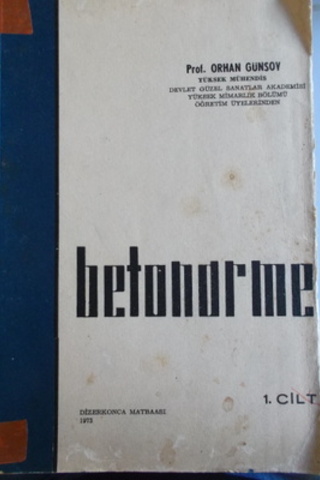 Prof. ORHAN GÜNSOY
YÜKSEK MÜHENDİS
DEVLET GÜZEL SANATLAR AKADEMİSİ
YÜKSEK MİMARLIK BÖLÜMÜ
ÖĞRETİM ÜYELERİNDEN
betonarme
1. CİLT
DİZERKONCA MATBAASI
1973